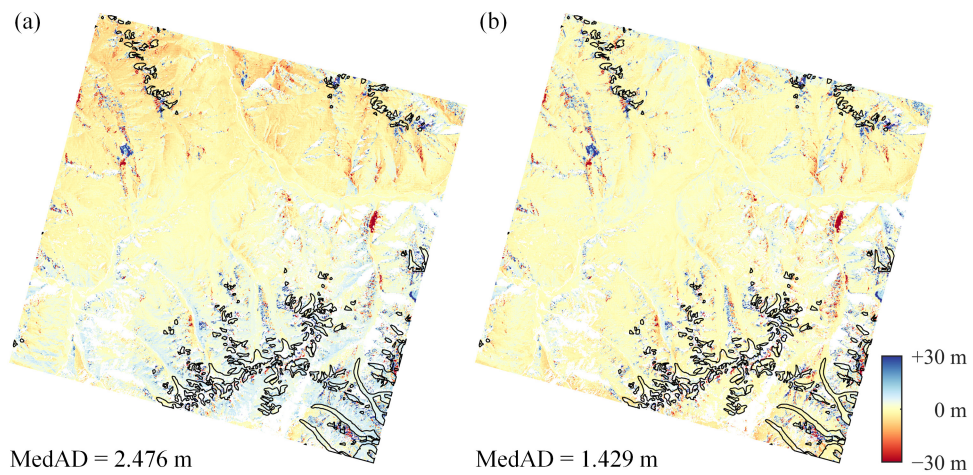 (a)
(b)
+30 m
0 m
−30 m
MedAD = 2.476 m
MedAD = 1.429 m